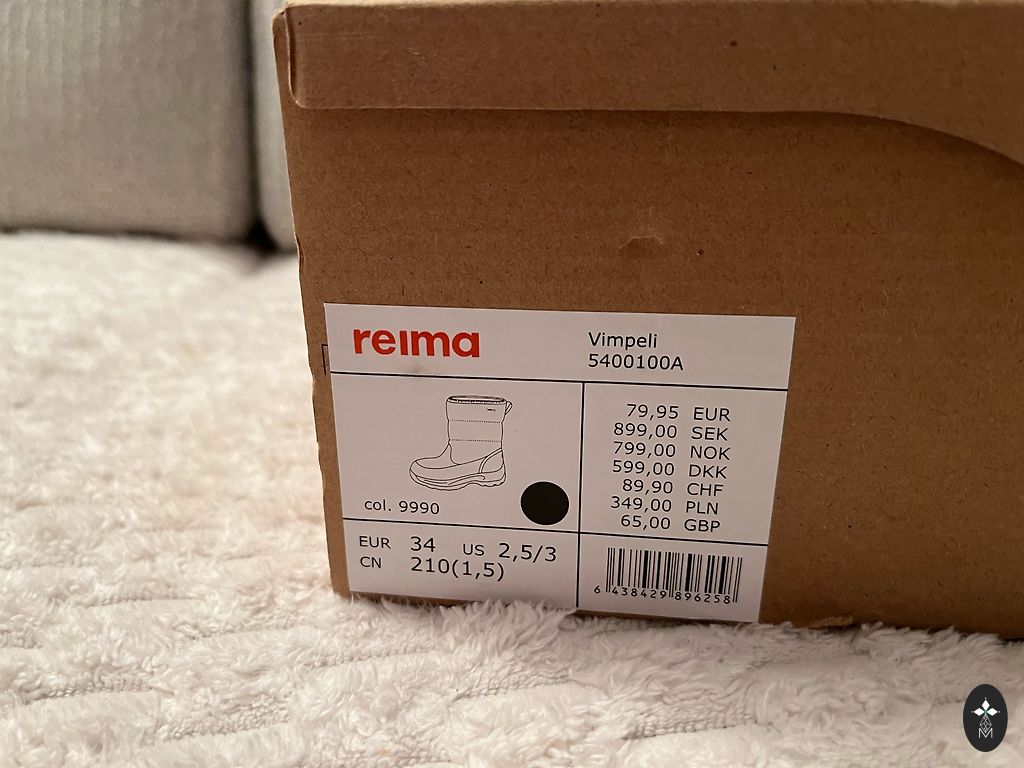 reima
Vimpeli
5400100A
79,95 EUR
899,00 SEK
799,00 NOK
599,00 DKK
89,90 CHF
349,00 PLN
65,00 GBP
col. 9990
EUR 34 US 2,5/3
CN 210(1,5)
6 438429 896258
M